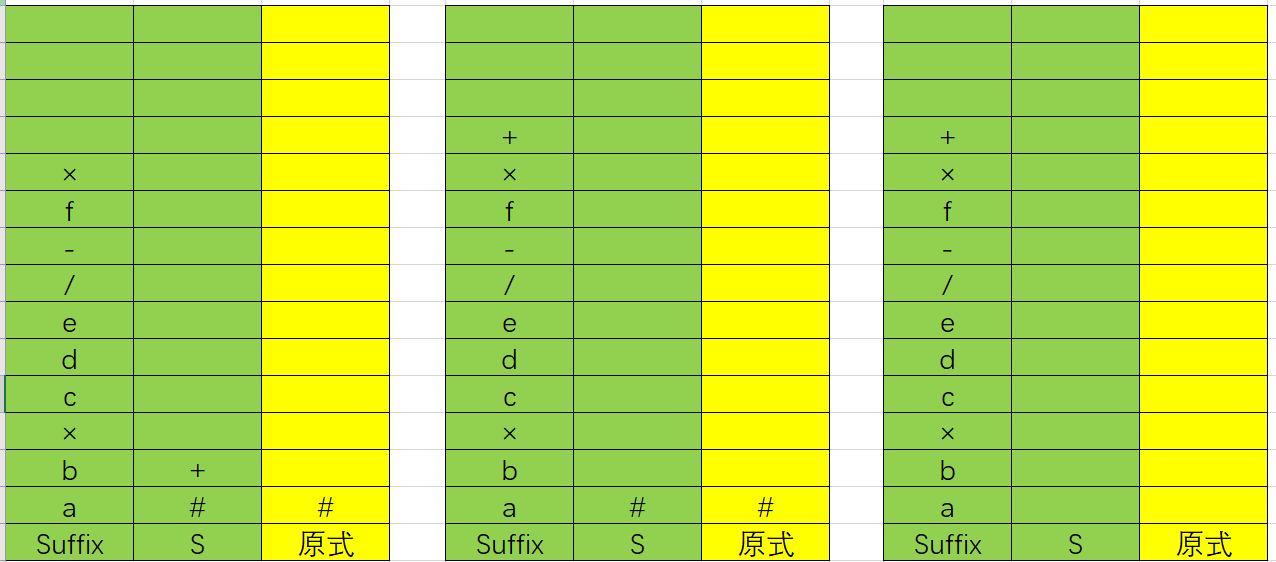 + +
× × ×
f f f
- - -
/ / /
e e e
d d d
c c c
× × ×
b + b b
a # # a # # a
Suffix S 原式 Suffix S 原式 Suffix S 原式